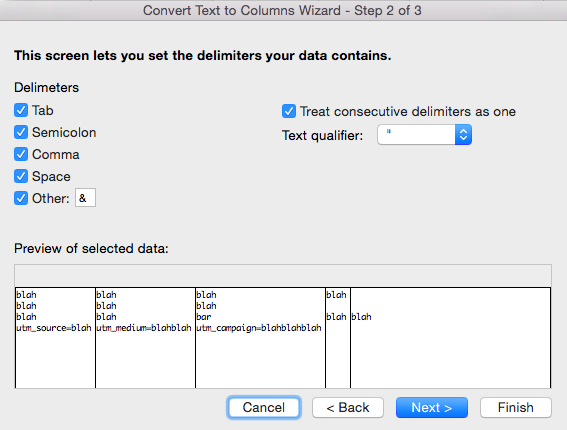 Convert Text to Columns Wizard - Step 2 of 3
This screen lets you set the delimiters your data contains.
Delimeters
Tab
Semicolon
Comma
Space
Other: &
Treat consecutive delimiters as one
Text qualifier: "
Preview of selected data:
blah blah blah blah
blah blah blah
blah blah bar blah blah
utm_source=blah utm_medium=blahblah utm_campaign=blahblahblah
Cancel < Back Next > Finish